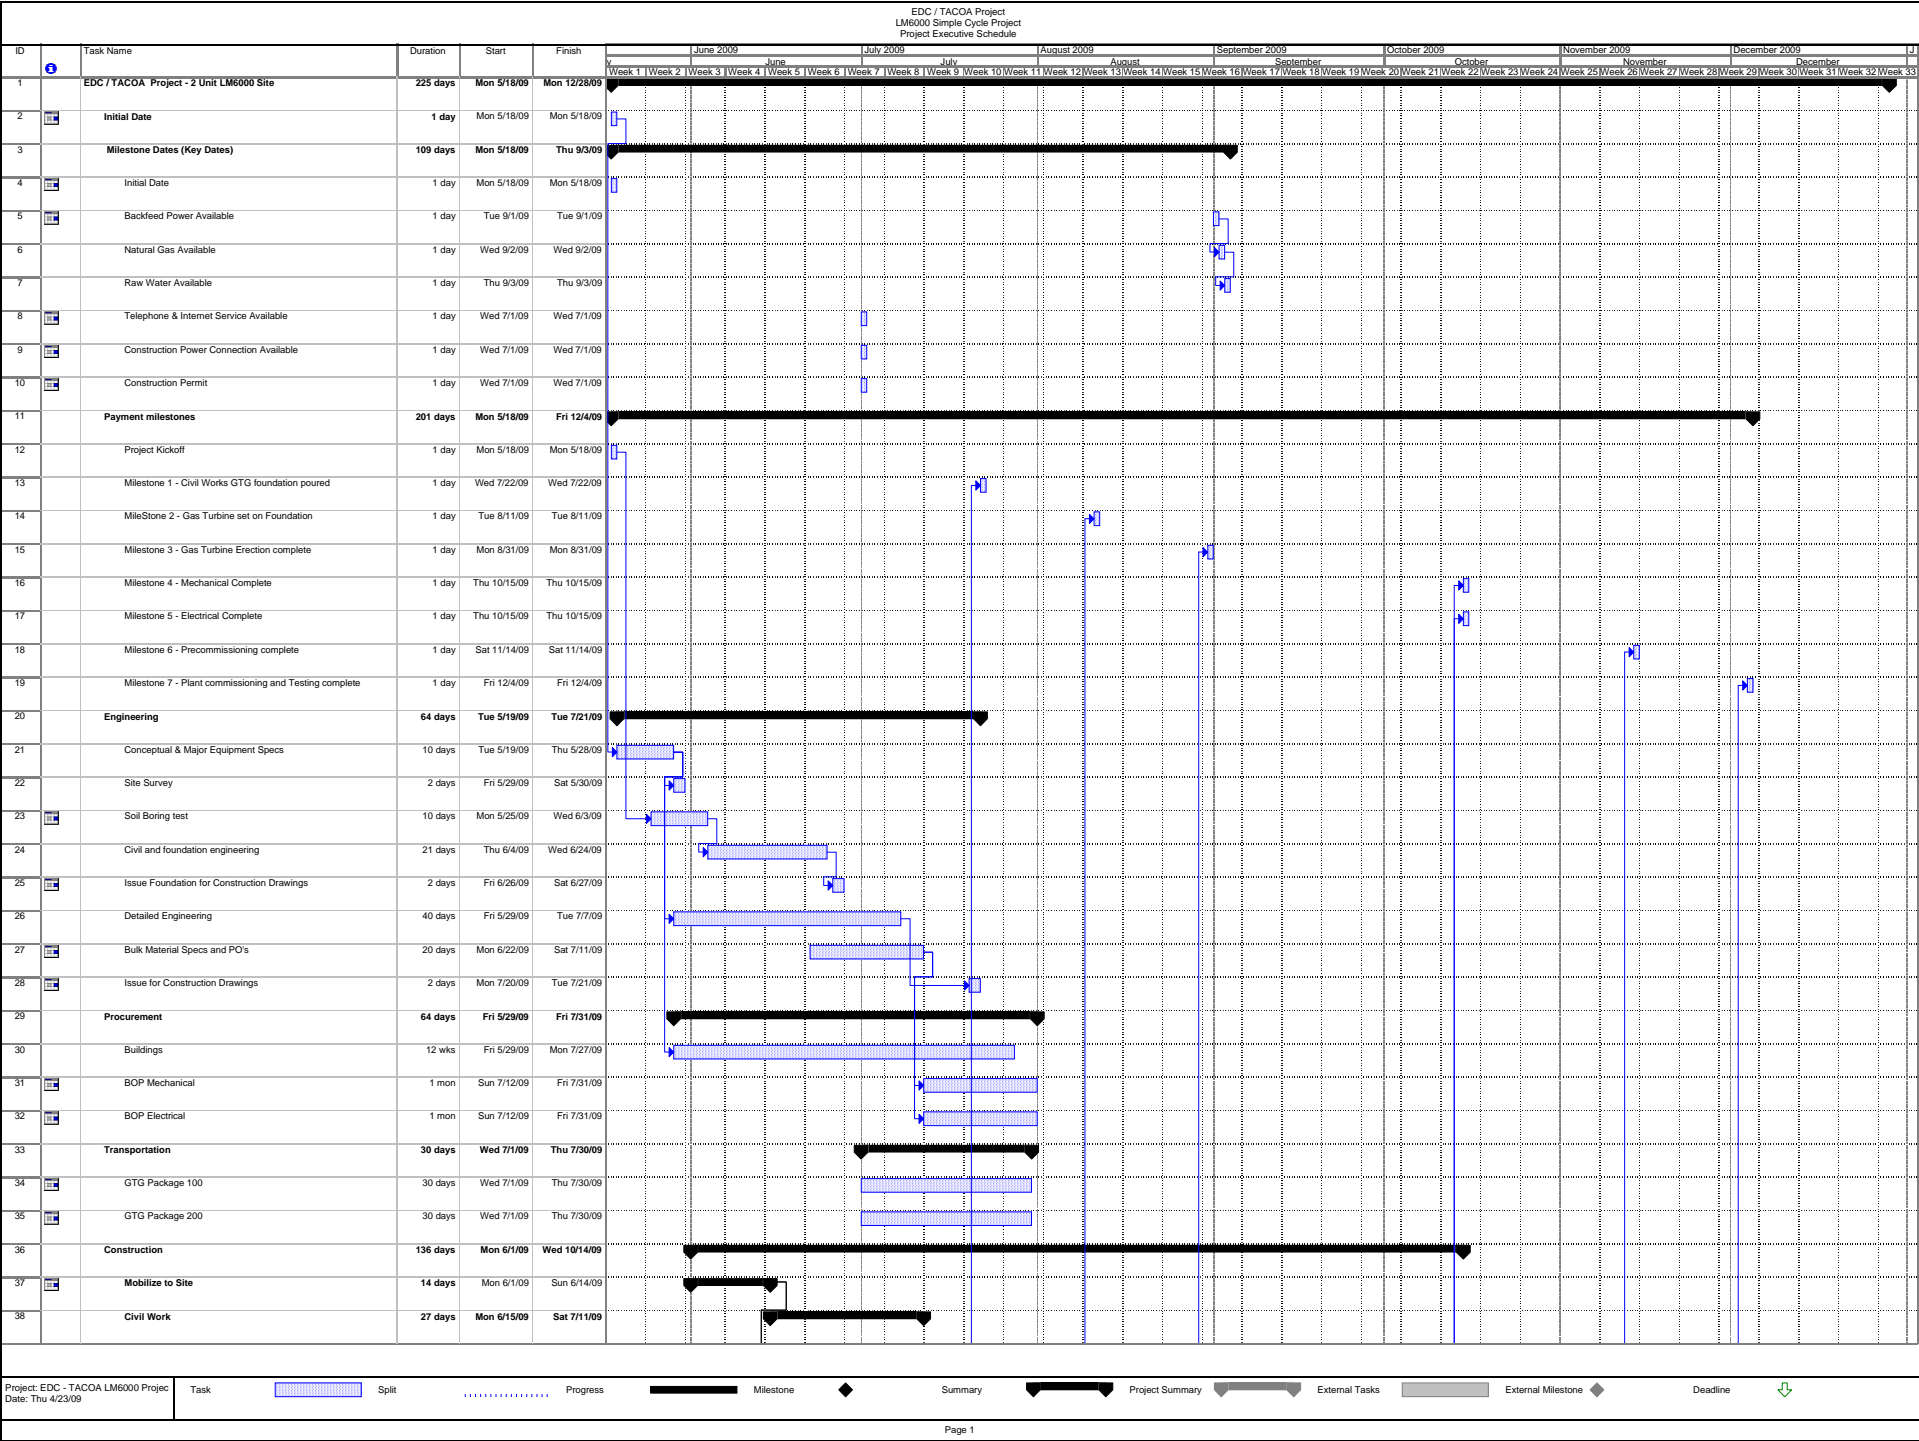 EDC / TACOA Project
LM6000 Simple Cycle Project
Project Executive Schedule
ID Task Name Duration Start Finish June 2009 July 2009 August 2009 September 2009 October 2009 November 2009 December 2009 J
y June July August September October November December
Week 1 Week 2 Week 3 Week 4 Week 5 Week 6 Week 7 Week 8 Week 9 Week 10 Week 11 Week 12 Week 13 Week 14 Week 15 Week 16 Week 17 Week 18 Week 19 Week 20 Week 21 Week 22 Week 23 Week 24 Week 25 Week 26 Week 27 Week 28 Week 29 Week 30 Week 31 Week 32 Week 33
1 EDC / TACOA Project - 2 Unit LM6000 Site 225 days Mon 5/18/09 Mon 12/28/09
2 Initial Date 1 day Mon 5/18/09 Mon 5/18/09
3 Milestone Dates (Key Dates) 109 days Mon 5/18/09 Thu 9/3/09
4 Initial Date 1 day Mon 5/18/09 Mon 5/18/09
5 Backfeed Power Available 1 day Tue 9/1/09 Tue 9/1/09
6 Natural Gas Available 1 day Wed 9/2/09 Wed 9/2/09
7 Raw Water Available 1 day Thu 9/3/09 Thu 9/3/09
8 Telephone & Internet Service Available 1 day Wed 7/1/09 Wed 7/1/09
9 Construction Power Connection Available 1 day Wed 7/1/09 Wed 7/1/09
10 Construction Permit 1 day Wed 7/1/09 Wed 7/1/09
11 Payment milestones 201 days Mon 5/18/09 Fri 12/4/09
12 Project Kickoff 1 day Mon 5/18/09 Mon 5/18/09
13 Milestone 1 - Civil Works GTG foundation poured 1 day Wed 7/22/09 Wed 7/22/09
14 MileStone 2 - Gas Turbine set on Foundation 1 day Tue 8/11/09 Tue 8/11/09
15 Milestone 3 - Gas Turbine Erection complete 1 day Mon 8/31/09 Mon 8/31/09
16 Milestone 4 - Mechanical Complete 1 day Thu 10/15/09 Thu 10/15/09
17 Milestone 5 - Electrical Complete 1 day Thu 10/15/09 Thu 10/15/09
18 Milestone 6 - Precommissioning complete 1 day Sat 11/14/09 Sat 11/14/09
19 Milestone 7 - Plant commissioning and Testing complete 1 day Fri 12/4/09 Fri 12/4/09
20 Engineering 64 days Tue 5/19/09 Tue 7/21/09
21 Conceptual & Major Equipment Specs 10 days Tue 5/19/09 Thu 5/28/09
22 Site Survey 2 days Fri 5/29/09 Sat 5/30/09
23 Soil Boring test 10 days Mon 5/25/09 Wed 6/3/09
24 Civil and foundation engineering 21 days Thu 6/4/09 Wed 6/24/09
25 Issue Foundation for Construction Drawings 2 days Fri 6/26/09 Sat 6/27/09
26 Detailed Engineering 40 days Fri 5/29/09 Tue 7/7/09
27 Bulk Material Specs and PO's 20 days Mon 6/22/09 Sat 7/11/09
28 Issue for Construction Drawings 2 days Mon 7/20/09 Tue 7/21/09
29 Procurement 64 days Fri 5/29/09 Fri 7/31/09
30 Buildings 12 wks Fri 5/29/09 Mon 7/27/09
31 BOP Mechanical 1 mon Sun 7/12/09 Fri 7/31/09
32 BOP Electrical 1 mon Sun 7/12/09 Fri 7/31/09
33 Transportation 30 days Wed 7/1/09 Thu 7/30/09
34 GTG Package 100 30 days Wed 7/1/09 Thu 7/30/09
35 GTG Package 200 30 days Wed 7/1/09 Thu 7/30/09
36 Construction 136 days Mon 6/1/09 Wed 10/14/09
37 Mobilize to Site 14 days Mon 6/1/09 Sun 6/14/09
38 Civil Work 27 days Mon 6/15/09 Sat 7/11/09
Project: EDC - TACOA LM6000 Projec
Date: Thu 4/23/09
Task Split Progress Milestone Summary Project Summary External Tasks External Milestone Deadline
Page 1